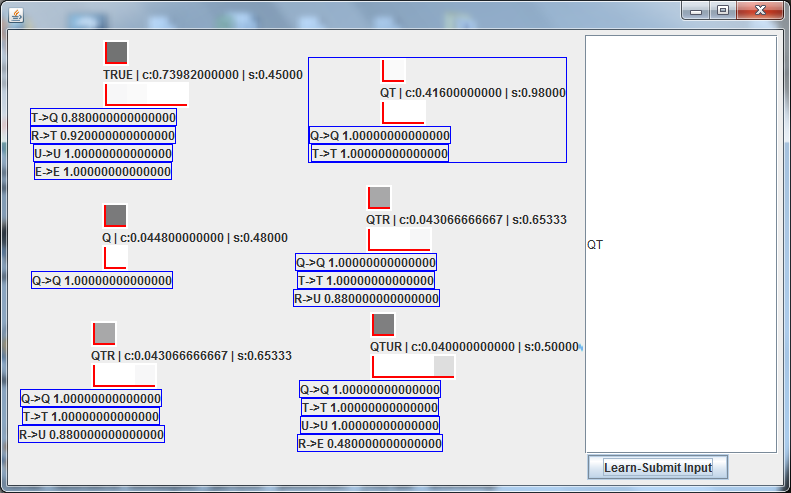 TRUE | c:0.73982000000 | s:0.45000
T->Q 0.880000000000000
R->T 0.920000000000000
U->U 1.00000000000000
E->E 1.00000000000000
QT | c:0.41600000000 | s:0.98000
Q->Q 1.00000000000000
T->T 1.00000000000000
Q | c:0.044800000000 | s:0.48000
Q->Q 1.00000000000000
QTR | c:0.043066666667 | s:0.65333
Q->Q 1.00000000000000
T->T 1.00000000000000
R->U 0.880000000000000
QTR | c:0.043066666667 | s:0.65333
Q->Q 1.00000000000000
T->T 1.00000000000000
R->U 0.880000000000000
QTUR | c:0.040000000000 | s:0.50000
Q->Q 1.00000000000000
T->T 1.00000000000000
U->U 1.00000000000000
R->E 0.480000000000000
QT
Learn-Submit Input